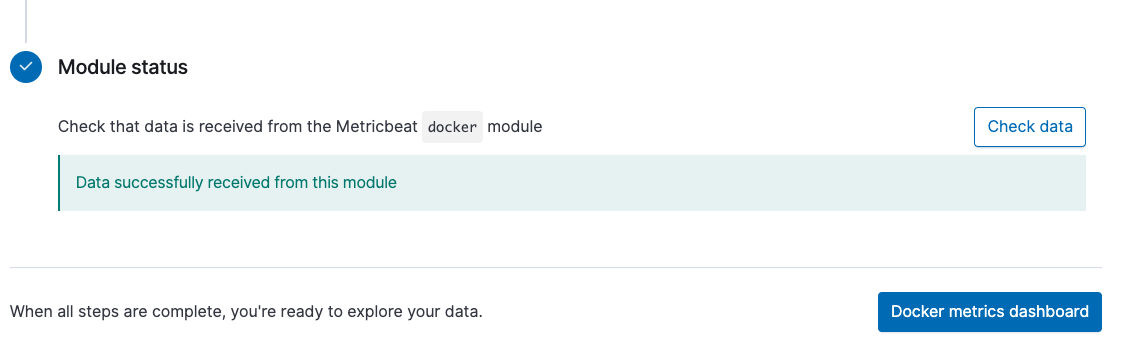 Module status
Check that data is received from the Metricbeat docker module
Check data
Data successfully received from this module
When all steps are complete, you're ready to explore your data.
Docker metrics dashboard